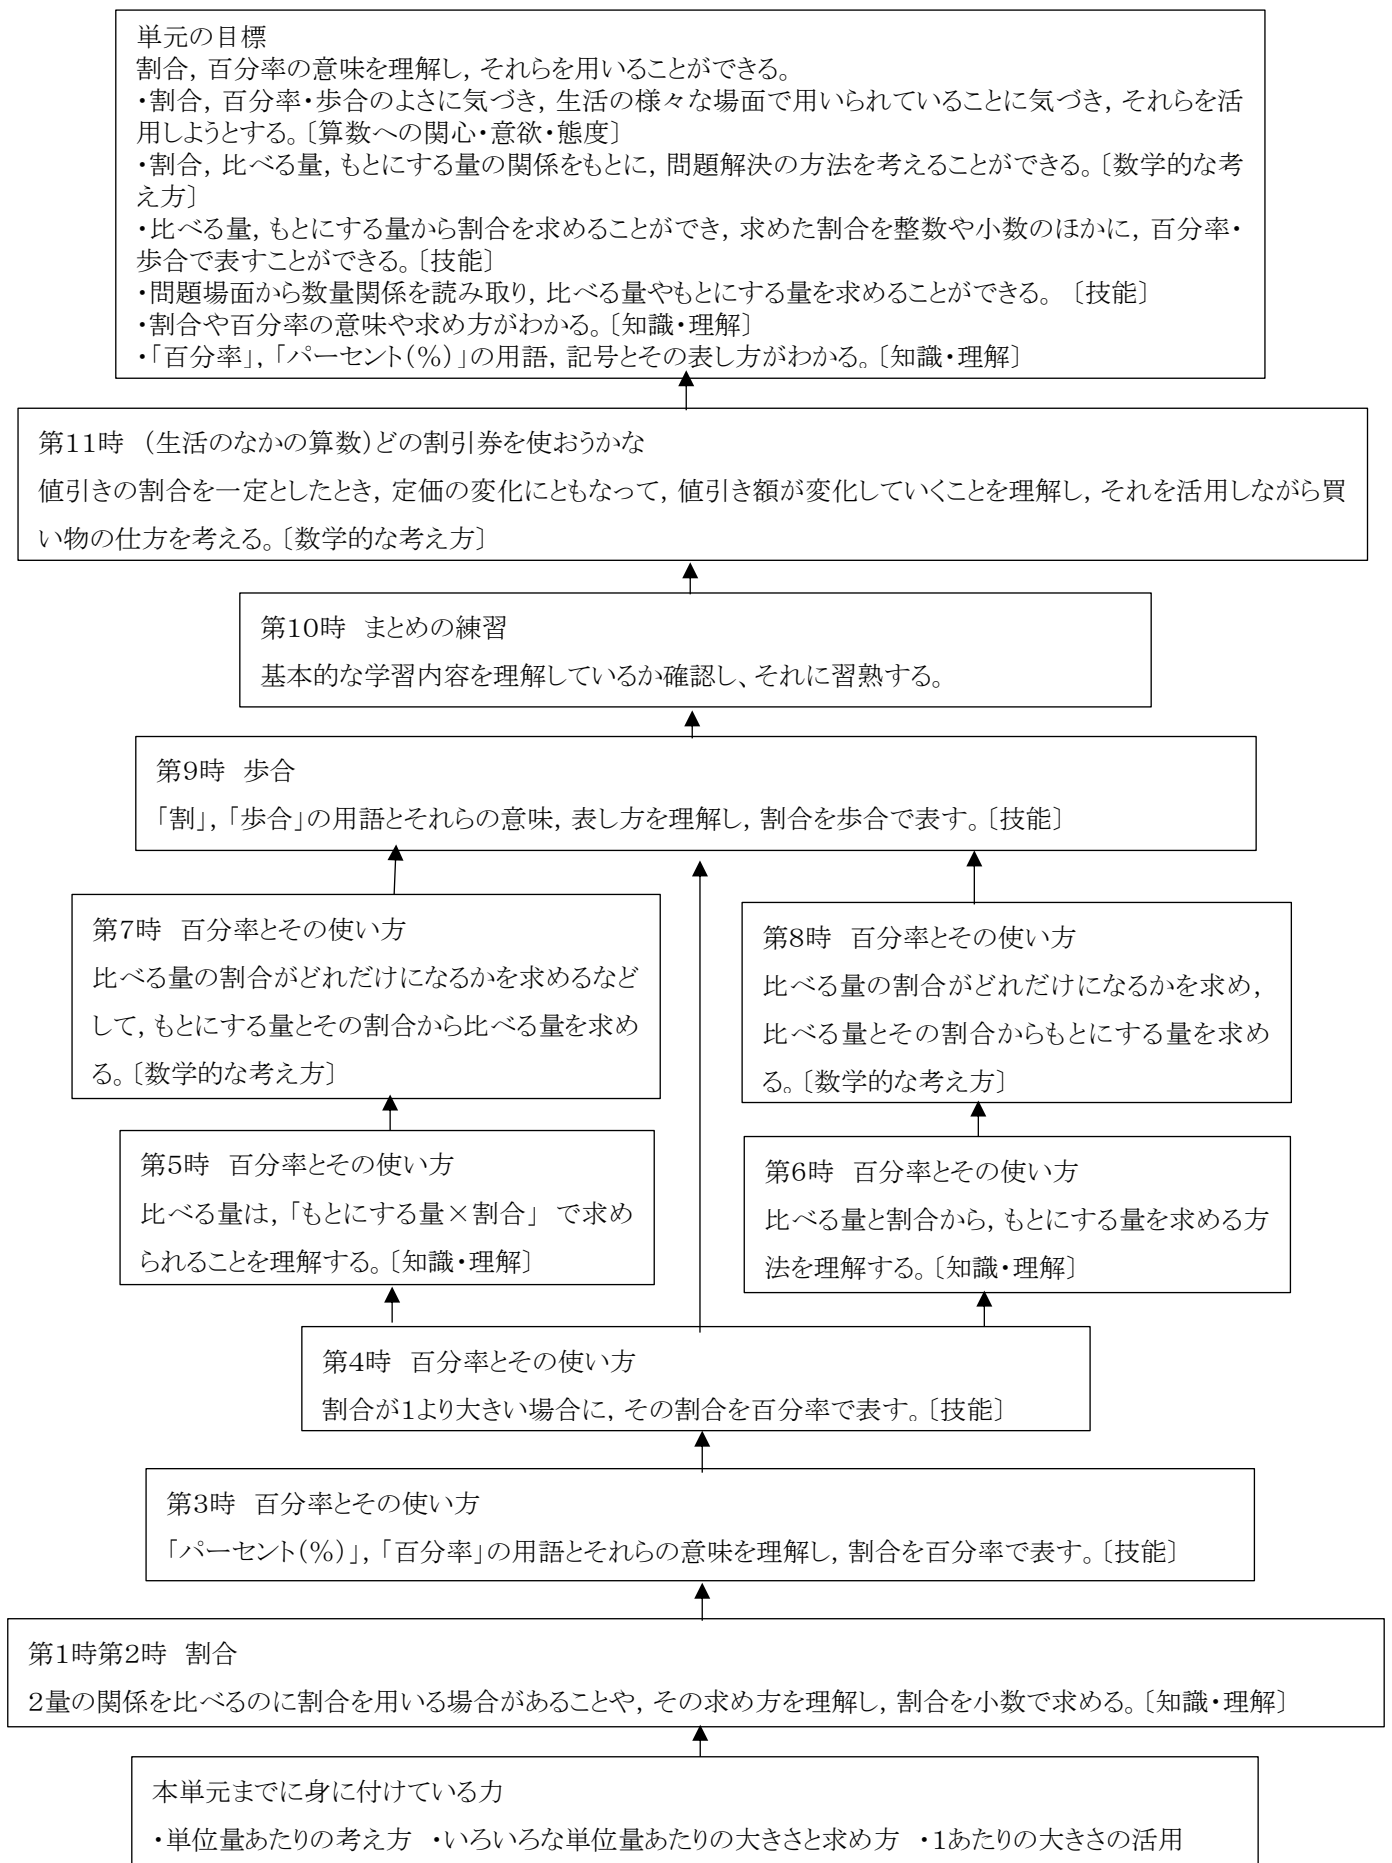 単元の目標
割合，百分率の意味を理解し，それらを用いることができる。
・割合，百分率・歩合のよさに気づき，生活の様々な場面で用いられていることに気づき，それらを活
用しようとする。〔算数への関心・意欲・態度〕
・割合，比べる量，もとにする量の関係をもとに，問題解決の方法を考えることができる。〔数学的な考
え方〕
・比べる量，もとにする量から割合を求めることができ，求めた割合を整数や小数のほかに，百分率・
歩合で表すことができる。〔技能〕
・問題場面から数量関係を読み取り，比べる量やもとにする量を求めることができる。 〔技能〕
・割合や百分率の意味や求め方がわかる。〔知識・理解〕
・「百分率」，「パーセント（％）」の用語，記号とその表し方がわかる。〔知識・理解〕
第１１時 （生活のなかの算数）どの割引券を使おうかな
値引きの割合を一定としたとき，定価の変化にともなって，値引き額が変化していくことを理解し，それを活用しながら買
い物の仕方を考える。〔数学的な考え方〕
第１０時 まとめの練習
基本的な学習内容を理解しているか確認し、それに習熟する。
第９時 歩合
「割」，「歩合」の用語とそれらの意味，表し方を理解し，割合を歩合で表す。〔技能〕
第７時 百分率とその使い方
比べる量の割合がどれだけになるかを求めるなど
して，もとにする量とその割合から比べる量を求め
る。〔数学的な考え方〕
第８時 百分率とその使い方
比べる量の割合がどれだけになるかを求め，
比べる量とその割合からもとにする量を求め
る。〔数学的な考え方〕
第５時 百分率とその使い方
比べる量は，「もとにする量×割合」 で求め
られることを理解する。〔知識・理解〕
第６時 百分率とその使い方
比べる量と割合から，もとにする量を求める方
法を理解する。〔知識・理解〕
第４時 百分率とその使い方
割合が１より大きい場合に，その割合を百分率で表す。〔技能〕
第３時 百分率とその使い方
「パーセント（％）」，「百分率」の用語とそれらの意味を理解し，割合を百分率で表す。〔技能〕
第１時第２時 割合
２量の関係を比べるのに割合を用いる場合があることや，その求め方を理解し，割合を小数で求める。〔知識・理解〕
本単元までに身に付けている力
・単位量あたりの考え方 ・いろいろな単位量あたりの大きさと求め方 ・１あたりの大きさの活用